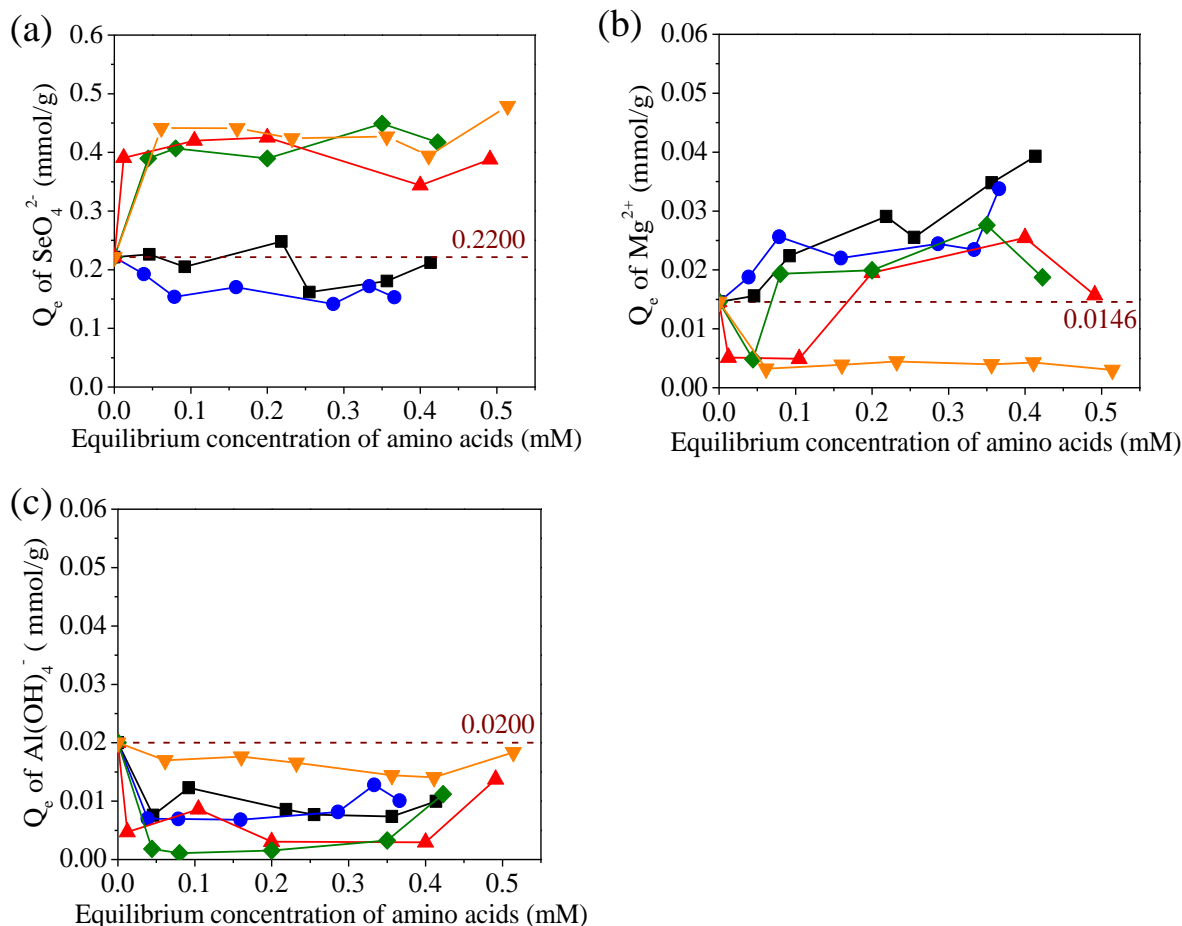 (a)
Q_e of SeO_4^{2-} (mmol/g)
0.6
0.5
0.4
0.3
0.2
0.1
0.0
0.2200
0.0 0.1 0.2 0.3 0.4 0.5
Equilibrium concentration of amino acids (mM)
(b)
Q_e of Mg^{2+} (mmol/g)
0.06
0.05
0.04
0.03
0.02
0.01
0.00
0.0146
0.0 0.1 0.2 0.3 0.4 0.5
Equilibrium concentration of amino acids (mM)
(c)
Q_e of Al(OH)_4^- ( mmol/g)
0.06
0.05
0.04
0.03
0.02
0.01
0.00
0.0200
0.0 0.1 0.2 0.3 0.4 0.5
Equilibrium concentration of amino acids (mM)